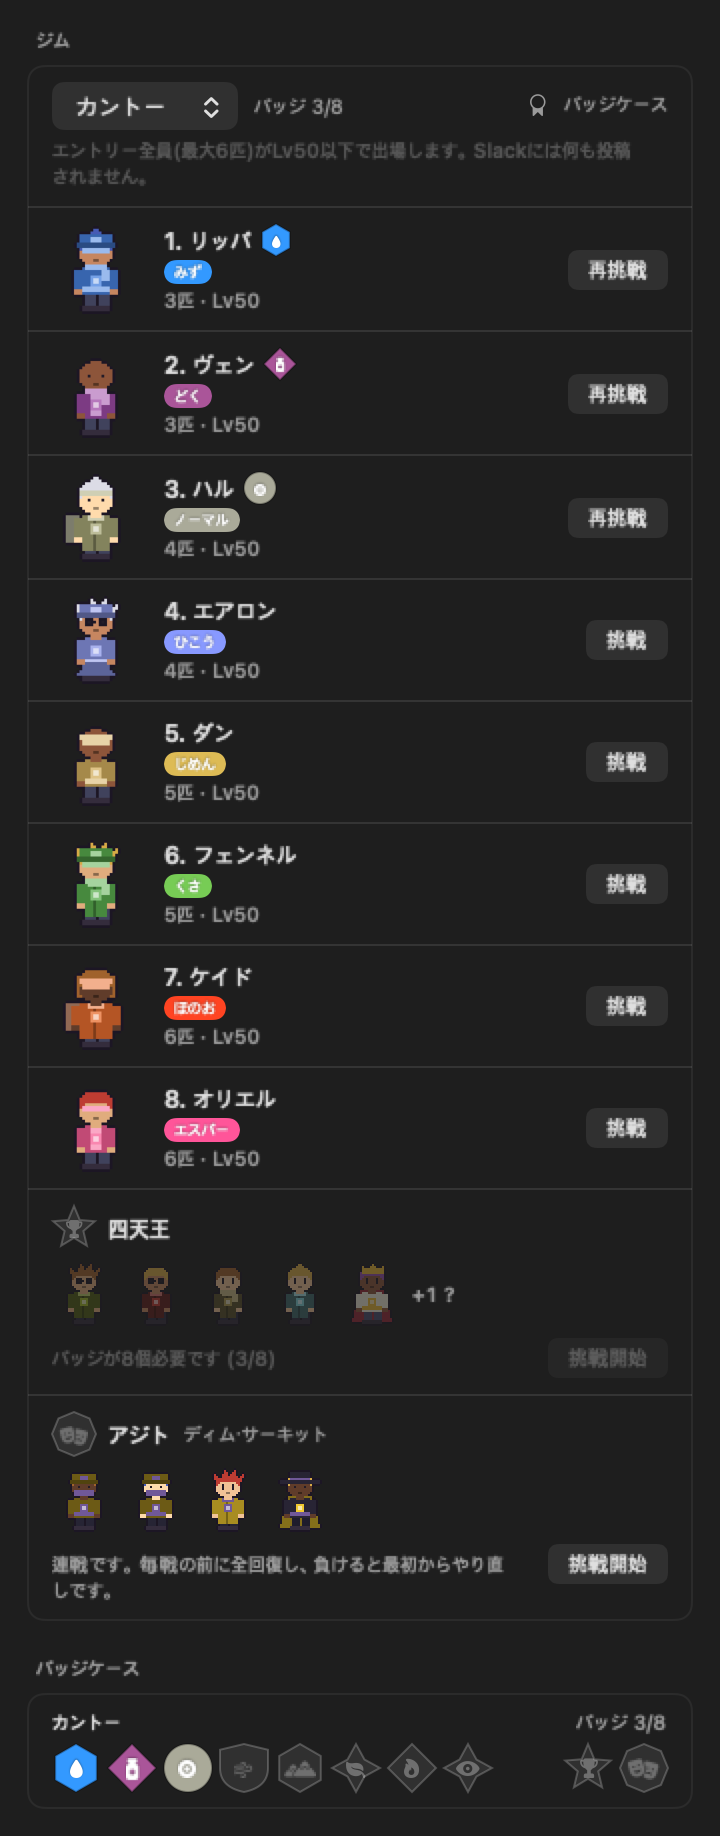 ジム
カントー
バッジ 3/8
バッジケース
エントリー全員(最大6匹)がLv50以下で出場します。Slackには何も投稿
されません。
1. リッパ
みず
3匹 · Lv50
再挑戦
2. ヴェン
どく
3匹 · Lv50
再挑戦
3. ハル
ノーマル
4匹 · Lv50
再挑戦
4. エアロン
ひこう
4匹 · Lv50
挑戦
5. ダン
じめん
5匹 · Lv50
挑戦
6. フェンネル
くさ
5匹 · Lv50
挑戦
7. ケイド
ほのお
6匹 · Lv50
挑戦
8. オリエル
エスパー
6匹 · Lv50
挑戦
四天王
+1 ?
バッジが8個必要です (3/8)
挑戦開始
アジト ディム·サーキット
連戦です。毎戦の前に全回復し、負けると最初からやり直
しです。
挑戦開始
バッジケース
カントー
バッジ 3/8